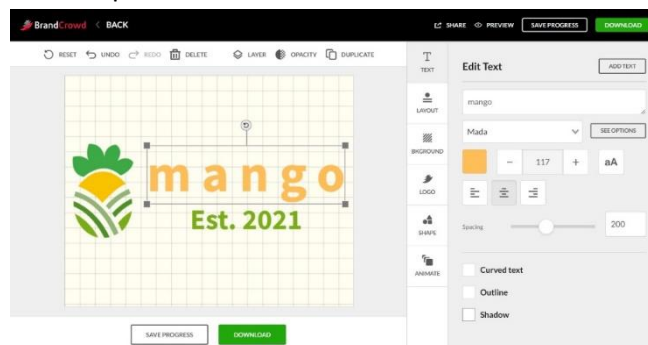 BrandCrowd < BACK
SHARE PREVIEW SAVE PROGRESS DOWNLOAD
RESET UNDO REDO DELETE LAYER OPACITY DUPLICATE
T
TEXT
LAYOUT
BKGROUND
LOGO
SHAPE
ANIMATE
mango
Est. 2021
SAVE PROGRESS DOWNLOAD
Edit Text ADD TEXT
mango
Mada SEE OPTIONS
- 117 + aA
Spacing 200
Curved text
Outline
Shadow